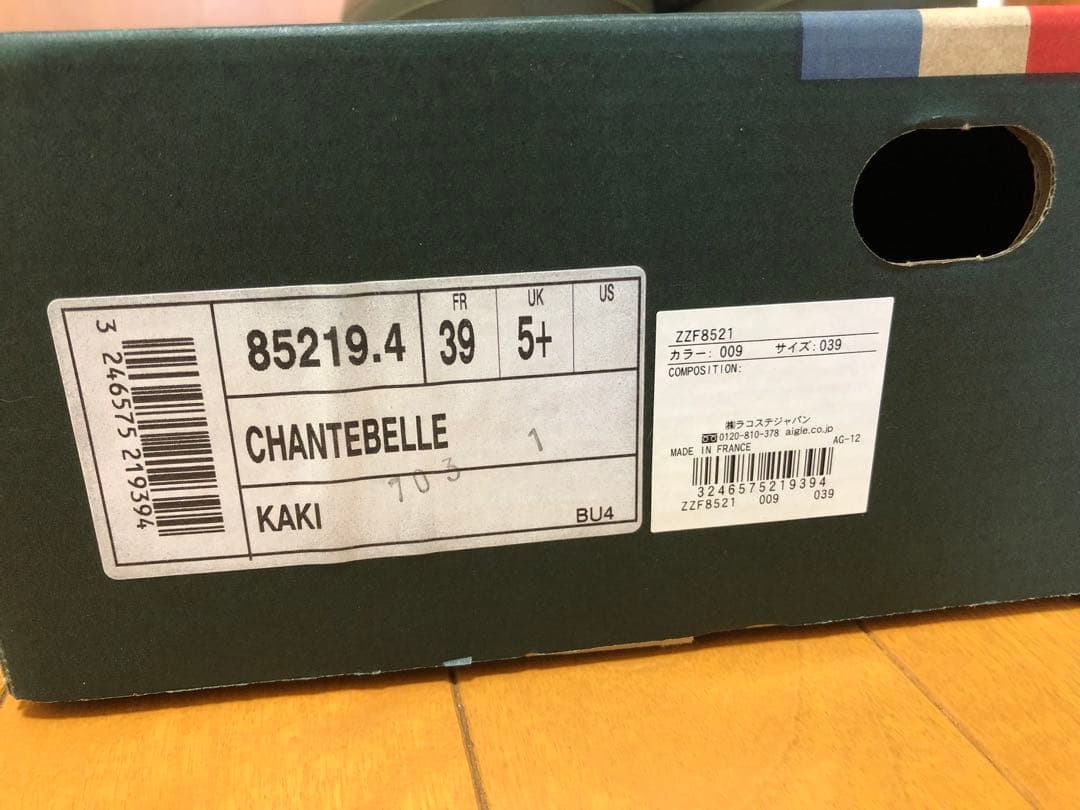 3 246575 219394
85219.4
FR
39
UK
5+
US
CHANTEBELLE
1
703
KAKI
BU4
ZZF8521
カラー: 009 サイズ:039
COMPOSITION:
㈱ラコステジャパン
0120-810-378 aigle.co.jp
MADE IN FRANCE
AG-12
3246575219394
ZZF8521 009 039